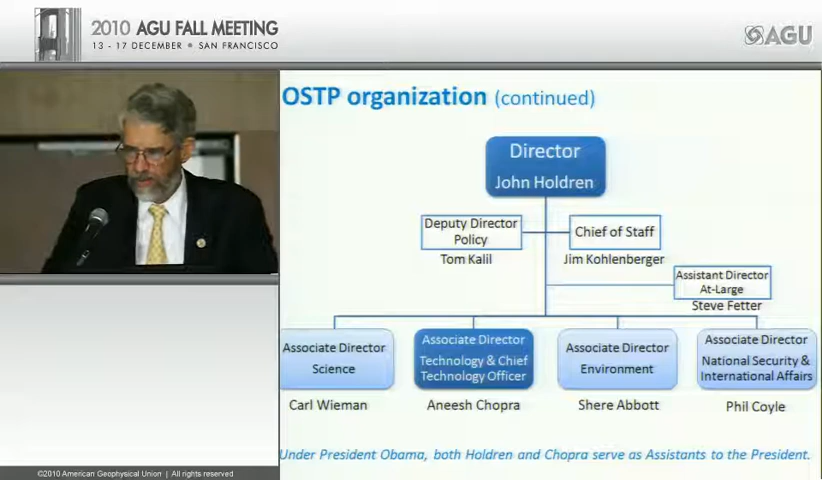 2010 AGU FALL MEETING
13 - 17 DECEMBER • SAN FRANCISCO
AGU
OSTP organization (continued)
Director
John Holdren
Deputy Director
Policy
Tom Kalil
Chief of Staff
Jim Kohlenberger
Assistant Director
At-Large
Steve Fetter
Associate Director
Science
Carl Wieman
Associate Director
Technology & Chief
Technology Officer
Aneesh Chopra
Associate Director
Environment
Shere Abbott
Associate Director
National Security &
International Affairs
Phil Coyle
Under President Obama, both Holdren and Chopra serve as Assistants to the President.
©2010 American Geophysical Union | All rights reserved